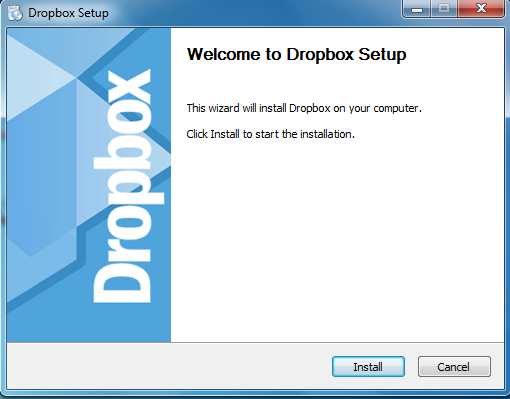 Dropbox Setup
Dropbox
Welcome to Dropbox Setup
This wizard will install Dropbox on your computer.
Click Install to start the installation.
Install
Cancel